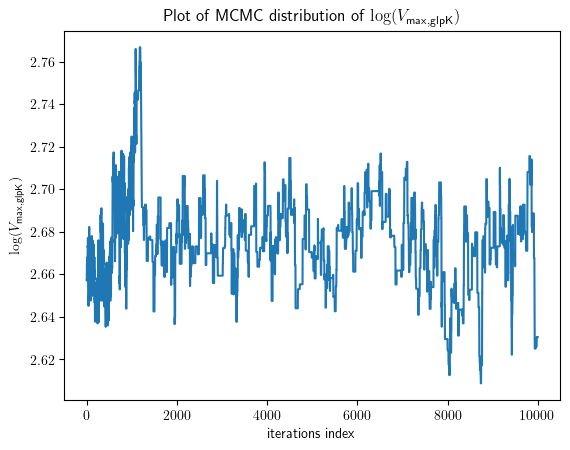 Plot of MCMC distribution of log(V_max,glpK)
2.76
2.74
2.72
2.70
2.68
2.66
2.64
2.62
log(V_max,glpK)
0 2000 4000 6000 8000 10000
iterations index